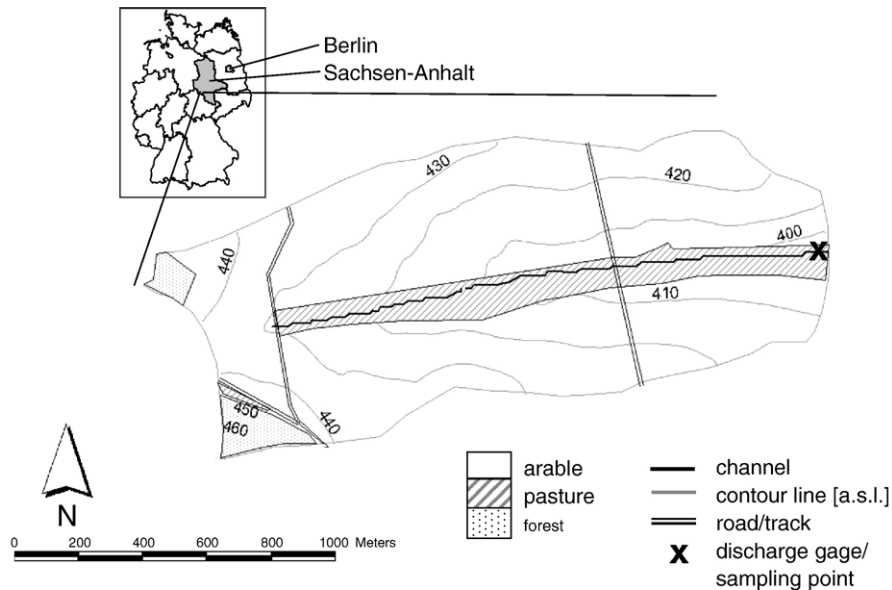 Berlin
Sachsen-Anhalt
430
420
440
400
410
450
460
440
N
0 200 400 600 800 1000 Meters
arable
pasture
forest
channel
contour line [a.s.l.]
road/track
X discharge gage/
sampling point